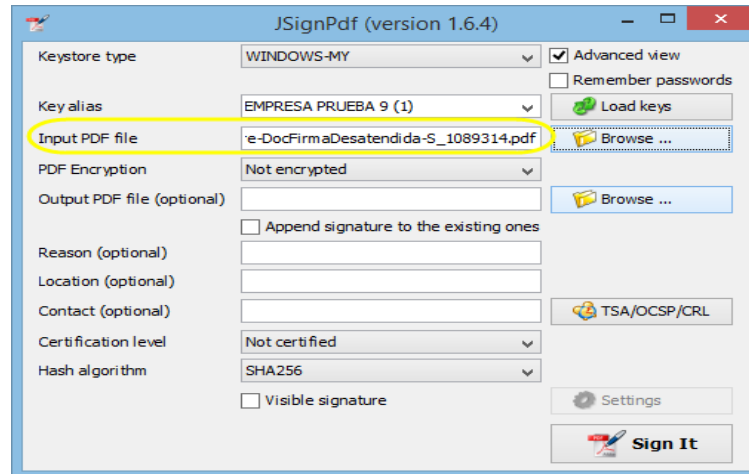 JSignPdf (version 1.6.4)
Keystore type WINDOWS-MY Advanced view
Remember passwords
Key alias EMPRESA PRUEBA 9 (1) Load keys
Input PDF file e-DocFirmaDesatendida-S_1089314.pdf Browse ...
PDF Encryption Not encrypted
Output PDF file (optional) Browse ...
Append signature to the existing ones
Reason (optional)
Location (optional)
Contact (optional) TSA/OCSP/CRL
Certification level Not certified
Hash algorithm SHA256
Visible signature Settings
Sign It